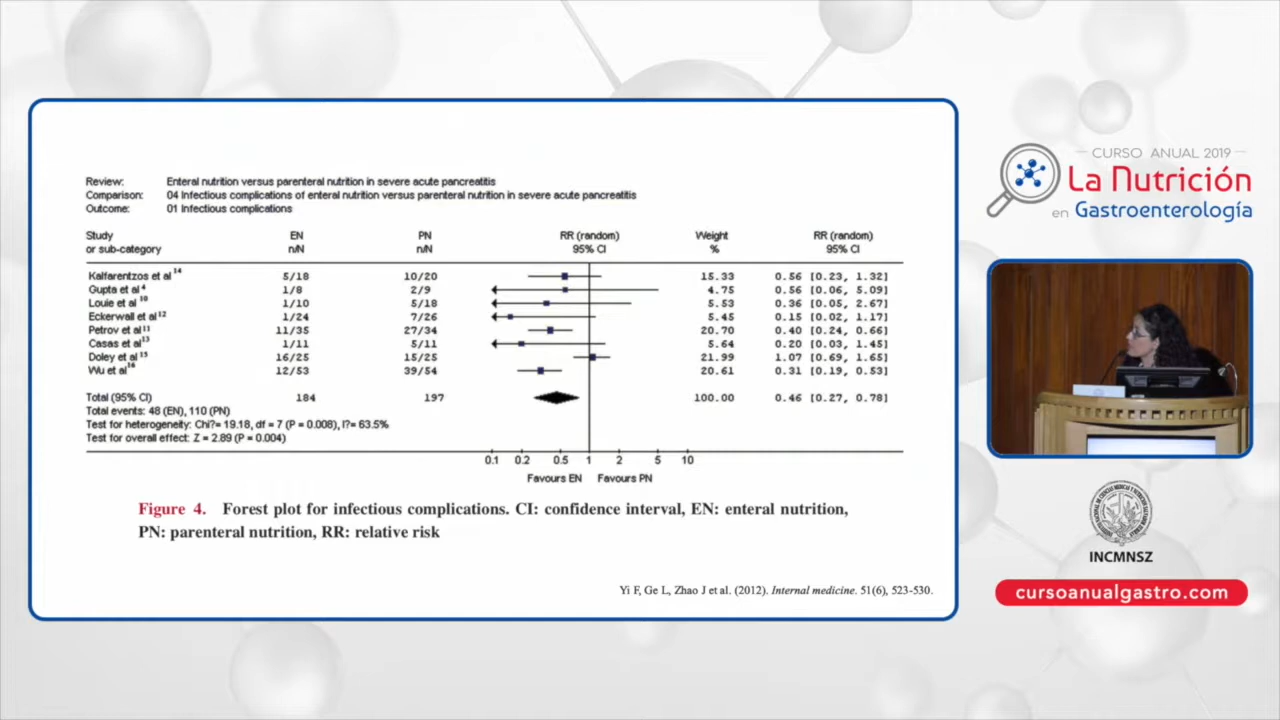 Review: Enteral nutrition versus parenteral nutrition in severe acute pancreatitis
Comparison: 04 Infectious complications of enteral nutrition versus parenteral nutrition in severe acute pancreatitis
Outcome: 01 Infectious complications
Study EN PN RR (random) Weight RR (random)
or sub-category n/N n/N 95% CI % 95% CI
Kalfarentzos et al 14 5/18 10/20 15.33 0.56 [0.23, 1.32]
Gupta et al 4 1/8 2/9 4.75 0.56 [0.06, 5.09]
Louie et al 10 1/10 5/18 5.53 0.36 [0.05, 2.67]
Eckerwall et al 12 1/24 7/26 5.45 0.15 [0.02, 1.17]
Petrov et al 11 11/35 27/34 20.70 0.40 [0.24, 0.66]
Casas et al 13 1/11 5/11 5.64 0.20 [0.03, 1.45]
Doley et al 15 16/25 15/25 21.99 1.07 [0.69, 1.65]
Wu et al 16 12/53 39/54 20.61 0.31 [0.19, 0.53]
Total (95% CI) 184 197 100.00 0.46 [0.27, 0.78]
Total events: 48 (EN), 110 (PN)
Test for heterogeneity: Chi?= 19.18, df = 7 (P = 0.008), I?= 63.5%
Test for overall effect: Z = 2.89 (P = 0.004)
0.1 0.2 0.5 1 2 5 10
Favours EN Favours PN
Figure 4. Forest plot for infectious complications. CI: confidence interval, EN: enteral nutrition,
PN: parenteral nutrition, RR: relative risk
Yi F, Ge L, Zhao J et al. (2012). Internal medicine. 51(6), 523-530.
CURSO ANUAL 2019
La Nutrición
en Gastroenterología
INCMNSZ
cursoanualgastro.com